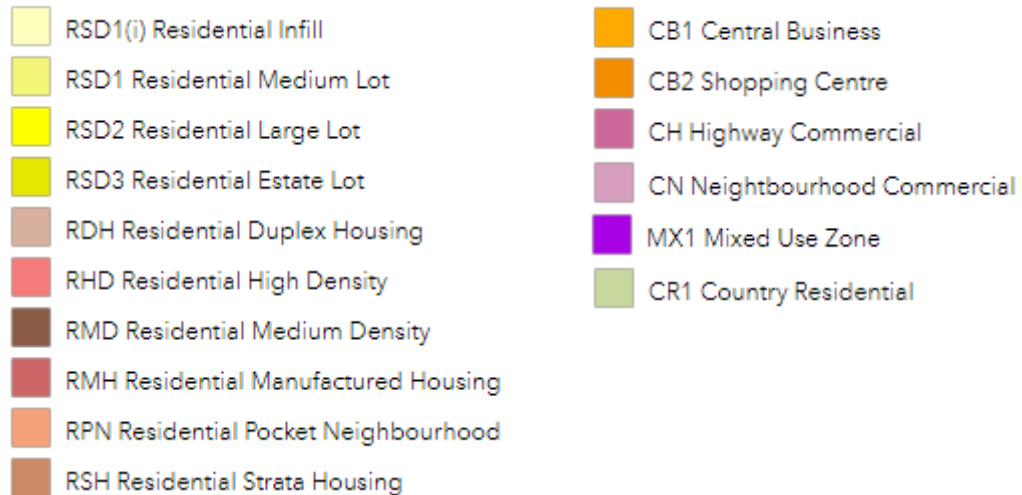 RSD1(i) Residential Infill
RSD1 Residential Medium Lot
RSD2 Residential Large Lot
RSD3 Residential Estate Lot
RDH Residential Duplex Housing
RHD Residential High Density
RMD Residential Medium Density
RMH Residential Manufactured Housing
RPN Residential Pocket Neighbourhood
RSH Residential Strata Housing
CB1 Central Business
CB2 Shopping Centre
CH Highway Commercial
CN Neightbourhood Commercial
MX1 Mixed Use Zone
CR1 Country Residential